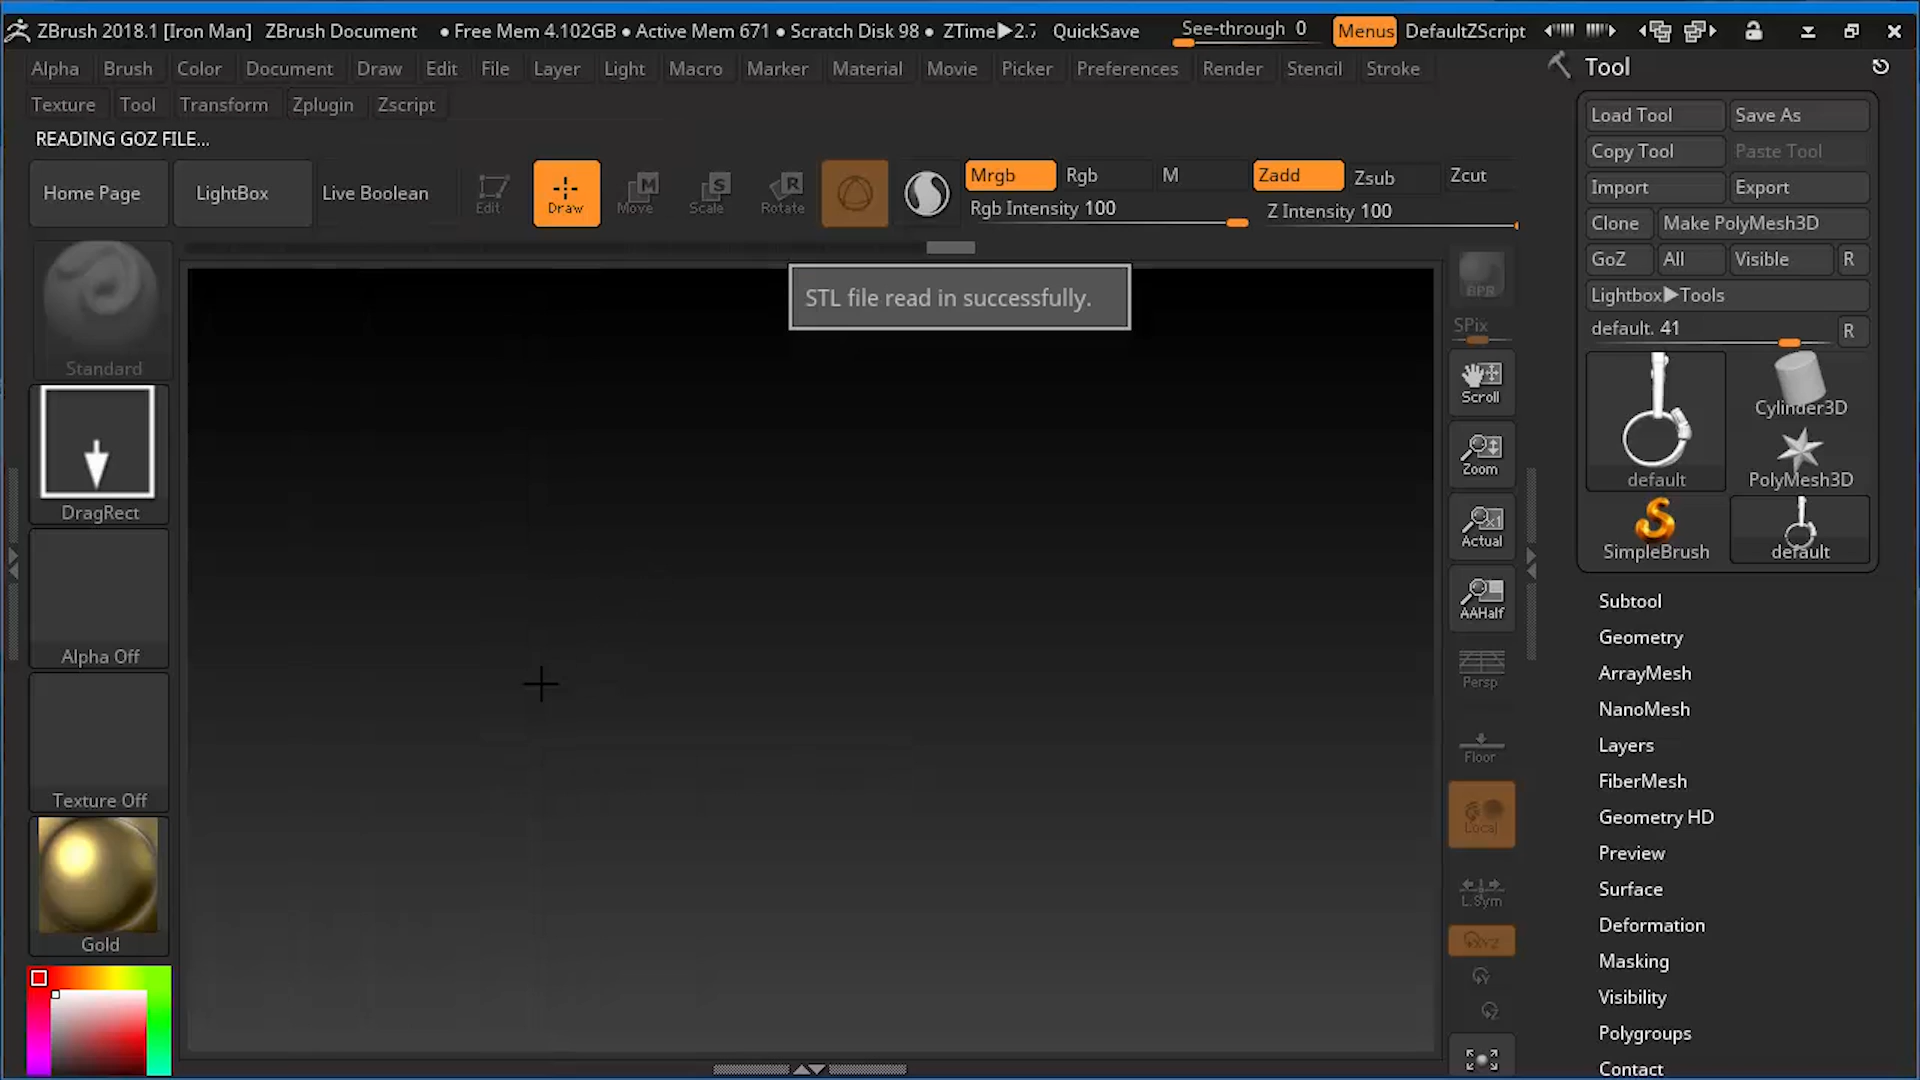 ZBrush 2018.1 [Iron Man] ZBrush Document • Free Mem 4.102GB • Active Mem 671 • Scratch Disk 98 • ZTime▶2.7 QuickSave See-through 0 Menus DefaultZScript
Alpha Brush Color Document Draw Edit File Layer Light Macro Marker Material Movie Picker Preferences Render Stencil Stroke
Texture Tool Transform Zplugin Zscript
READING GOZ FILE...
Home Page LightBox Live Boolean Edit Draw Move Scale Rotate
M S R
Mrgb Rgb M Zadd Zsub Zcut
Rgb Intensity 100 Z Intensity 100
STL file read in successfully.
Standard
DragRect
Alpha Off
Texture Off
Gold
BPR
SPix
Scroll
Zoom
x1
Actual
AAHalf
Persp
Floor
Local
L.Sym
XYZ
Y
Z
Tool
Load Tool Save As
Copy Tool Paste Tool
Import Export
Clone Make PolyMesh3D
GoZ All Visible R
Lightbox▶Tools
default. 41 R
default Cylinder3D
PolyMesh3D
SimpleBrush default
Subtool
Geometry
ArrayMesh
NanoMesh
Layers
FiberMesh
Geometry HD
Preview
Surface
Deformation
Masking
Visibility
Polygroups
Contact